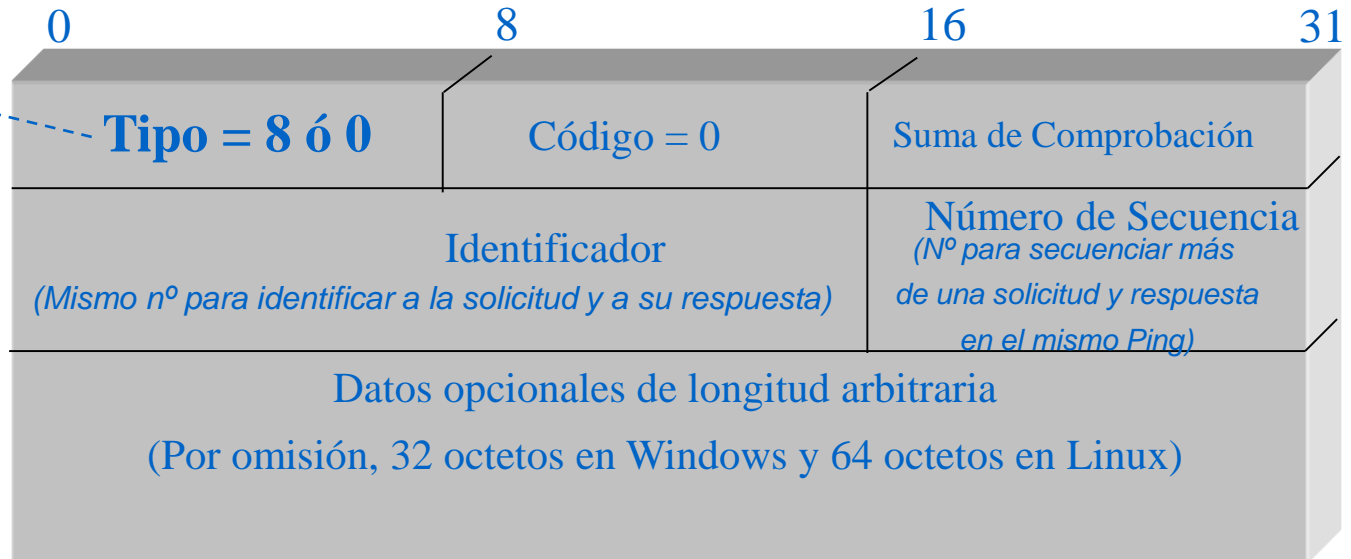 0 8 16 31
Tipo = 8 ó 0 Código = 0 Suma de Comprobación
Identificador
(Mismo nº para identificar a la solicitud y a su respuesta)
Número de Secuencia
(Nº para secuenciar más
de una solicitud y respuesta
en el mismo Ping)
Datos opcionales de longitud arbitraria
(Por omisión, 32 octetos en Windows y 64 octetos en Linux)